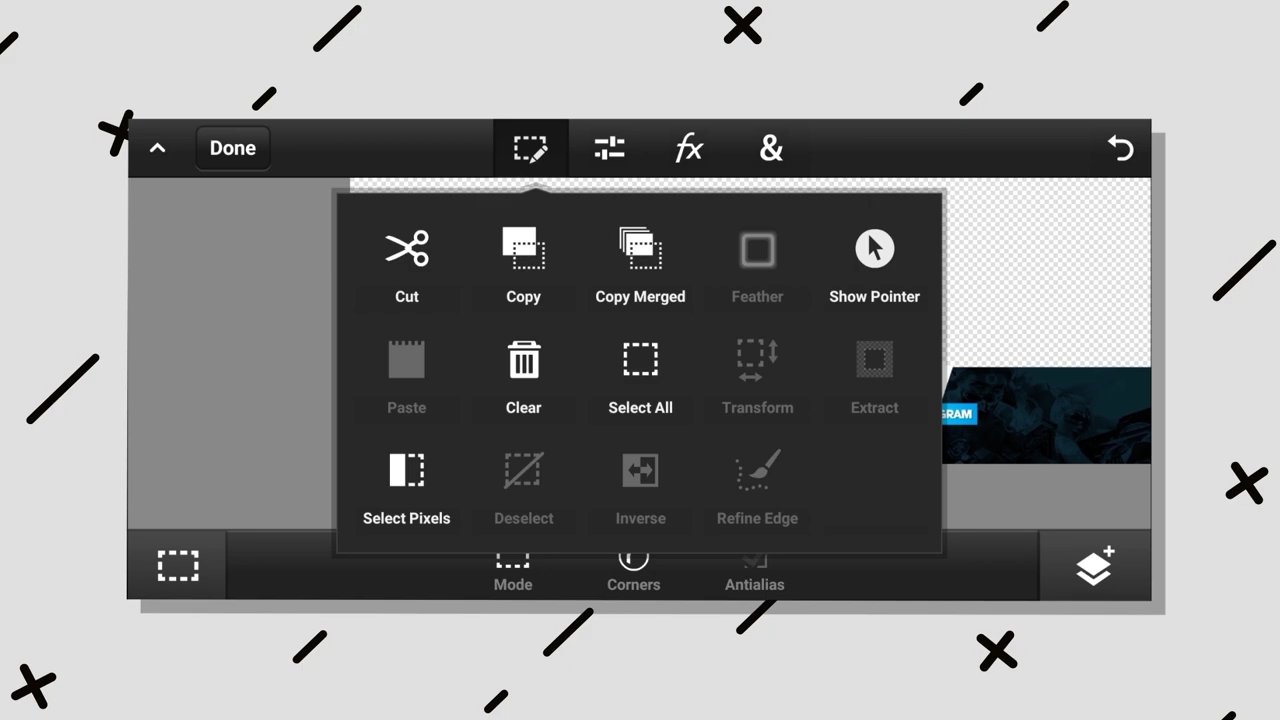 Done
fx
&
Cut
Copy
Copy Merged
Feather
Show Pointer
Paste
Clear
Select All
Transform
Extract
GRAM
Select Pixels
Deselect
Inverse
Refine Edge
Mode
Corners
Antialias